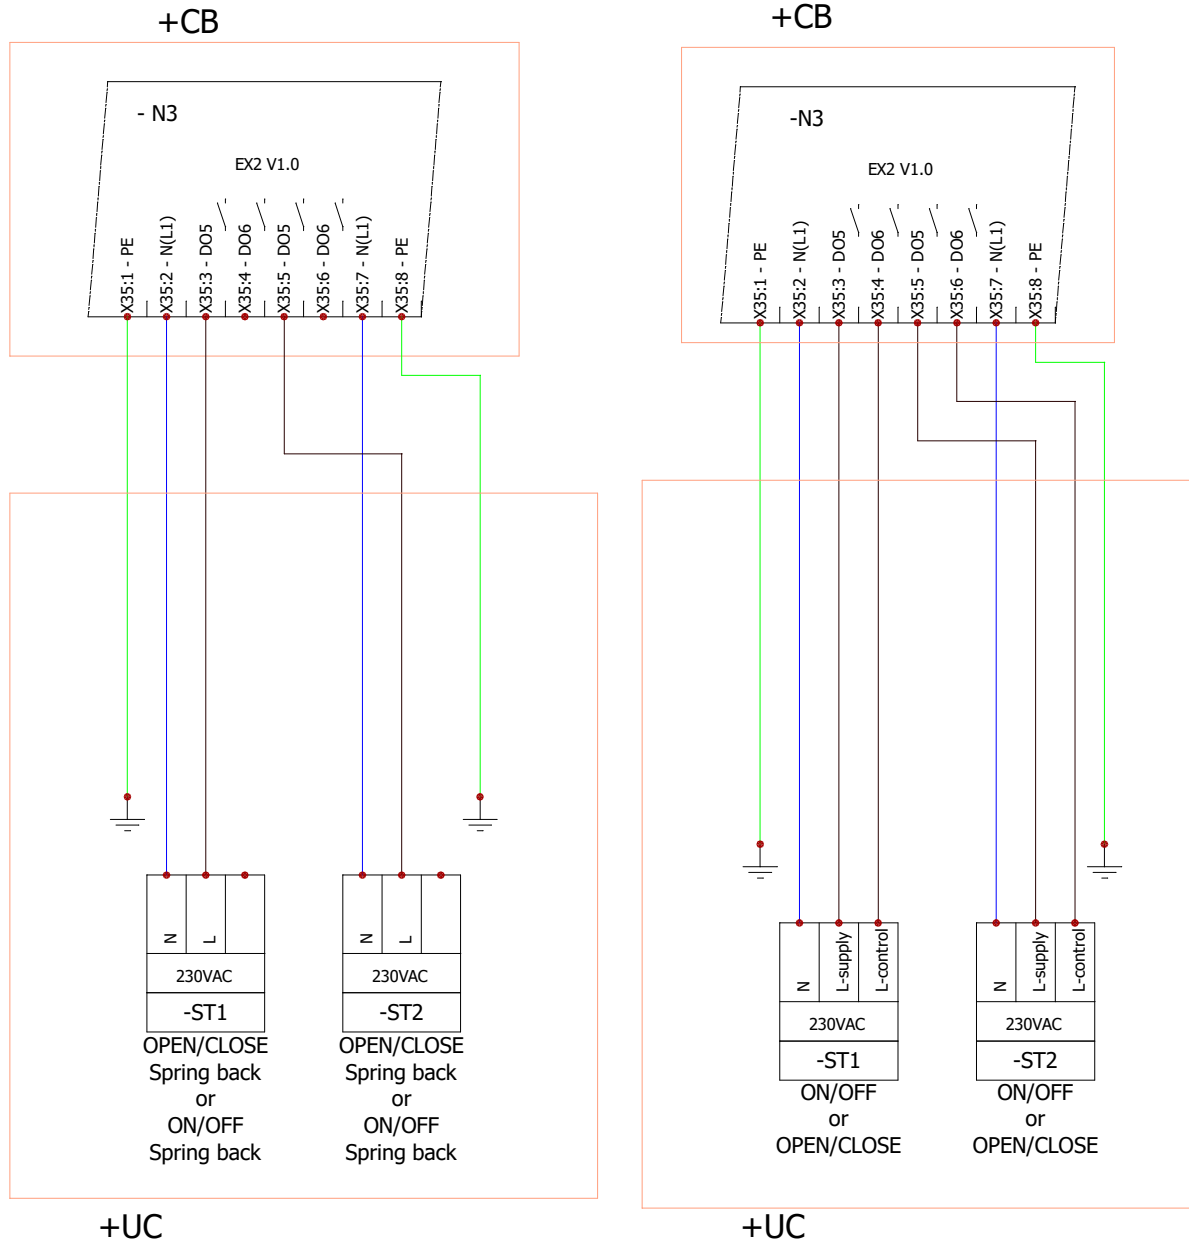 +CB
- N3
EX2 V1.0
X35:1 - PE
X35:2 - N(L1)
X35:3 - DO5
X35:4 - DO6
X35:5 - DO5
X35:6 - DO6
X35:7 - N(L1)
X35:8 - PE
N
L
230VAC
-ST1
OPEN/CLOSE
Spring back
or
ON/OFF
Spring back
N
L
230VAC
-ST2
OPEN/CLOSE
Spring back
or
ON/OFF
Spring back
+UC
+CB
-N3
EX2 V1.0
X35:1 - PE
X35:2 - N(L1)
X35:3 - DO5
X35:4 - DO6
X35:5 - DO5
X35:6 - DO6
X35:7 - N(L1)
X35:8 - PE
N
L-supply
L-control
230VAC
-ST1
ON/OFF
or
OPEN/CLOSE
N
L-supply
L-control
230VAC
-ST2
ON/OFF
or
OPEN/CLOSE
+UC